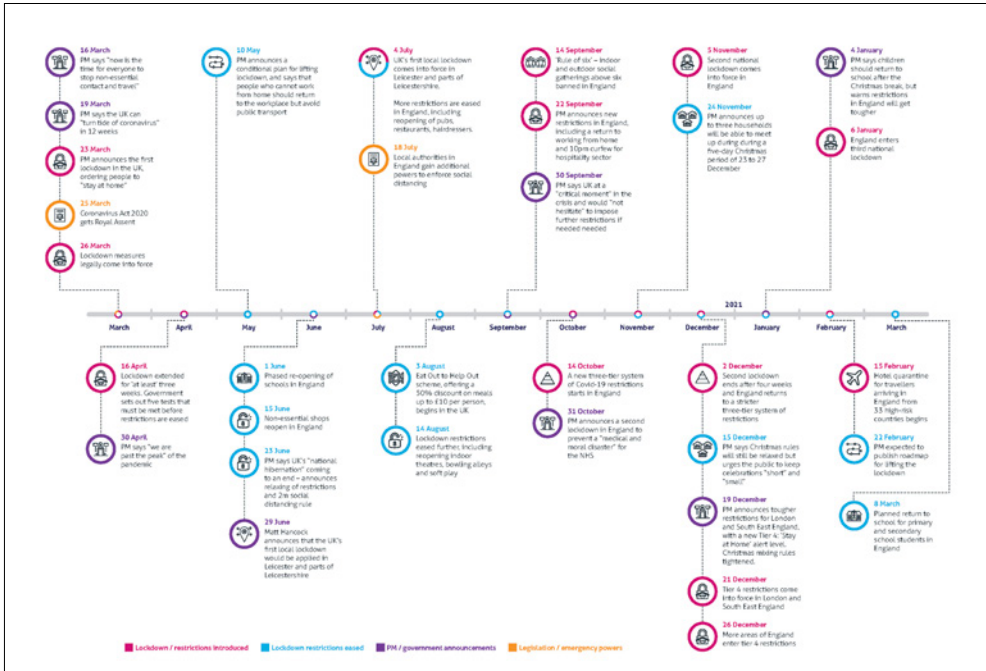 16 March
PM says "now is the
time for everyone to
stop non-essential
contact and travel"
19 March
PM says the UK can
"turn tide of coronavirus"
in 12 weeks
23 March
PM announces the first
lockdown in the UK,
ordering people to
"stay at home"
25 March
Coronavirus Act 2020
gets Royal Assent
26 March
Lockdown measures
legally come into force
10 May
PM announces a
conditional plan for lifting
lockdown, and says that
people who cannot work
from home should return
to the workplace but avoid
public transport
4 July
UK's first local lockdown
comes into force in
Leicester and parts of
Leicestershire.
More restrictions are eased
in England, including
reopening of pubs,
restaurants, hairdressers.
18 July
Local authorities in
England gain additional
powers to enforce social
distancing
14 September
'Rule of six' – indoor
and outdoor social
gatherings above six
banned in England
22 September
PM announces new
restrictions in England,
including a return to
working from home and
10pm curfew for
hospitality sector
30 September
PM says UK at a
"critical moment" in the
crisis and would "not
hesitate" to impose
further restrictions if
needed needed
5 November
Second national
lockdown comes
into force in
England
24 November
PM announces up
to three households
will be able to meet
up during during a
five-day Christmas
period of 23 to 27
December
4 January
PM says children
should return to
school after the
Christmas break, but
warns restrictions
in England will get
tougher
6 January
England enters
third national
lockdown
2021
March
April
May
June
July
August
September
October
November
December
January
February
March
16 April
Lockdown extended
for 'at least' three
weeks. Government
sets out five tests that
must be met before
restrictions are eased
30 April
PM says "we are
past the peak" of the
pandemic
1 June
Phased re-opening of
schools in England
15 June
Non-essential shops
reopen in England
23 June
PM says UK's "national
hibernation" coming
to an end – announces
relaxing of restrictions
and 2m social
distancing rule
29 June
Matt Hancock
announces that the UK's
first local lockdown
would be applied in
Leicester and parts of
Leicestershire
3 August
Eat Out to Help Out
scheme, offering a
50% discount on meals
up to £10 per person,
begins in the UK
14 August
Lockdown restrictions
eased further, including
reopening indoor
theatres, bowling alleys
and soft play
14 October
A new three-tier system
of Covid-19 restrictions
starts in England
31 October
PM announces a second
lockdown in England to
prevent a "medical and
moral disaster" for
the NHS
2 December
Second lockdown
ends after four weeks
and England returns
to a stricter
three-tier system of
restrictions
15 December
PM says Christmas rules
will still be relaxed but
urges the public to keep
celebrations "short" and
"small"
19 December
PM announces tougher
restrictions for London
and South East England,
with a new Tier 4: 'Stay
at Home' alert level.
Christmas mixing rules
tightened.
21 December
Tier 4 restrictions come
into force in London and
South East England
26 December
More areas of England
enter tier 4 restrictions
15 February
Hotel quarantine
for travellers
arriving in
England from
33 high-risk
countries begins
22 February
PM expected to
publish roadmap
for lifting the
lockdown
8 March
Planned return to
school for primary
and secondary
school students in
England
Lockdown / restrictions introduced
Lockdown restrictions eased
PM / government announcements
Legislation / emergency powers